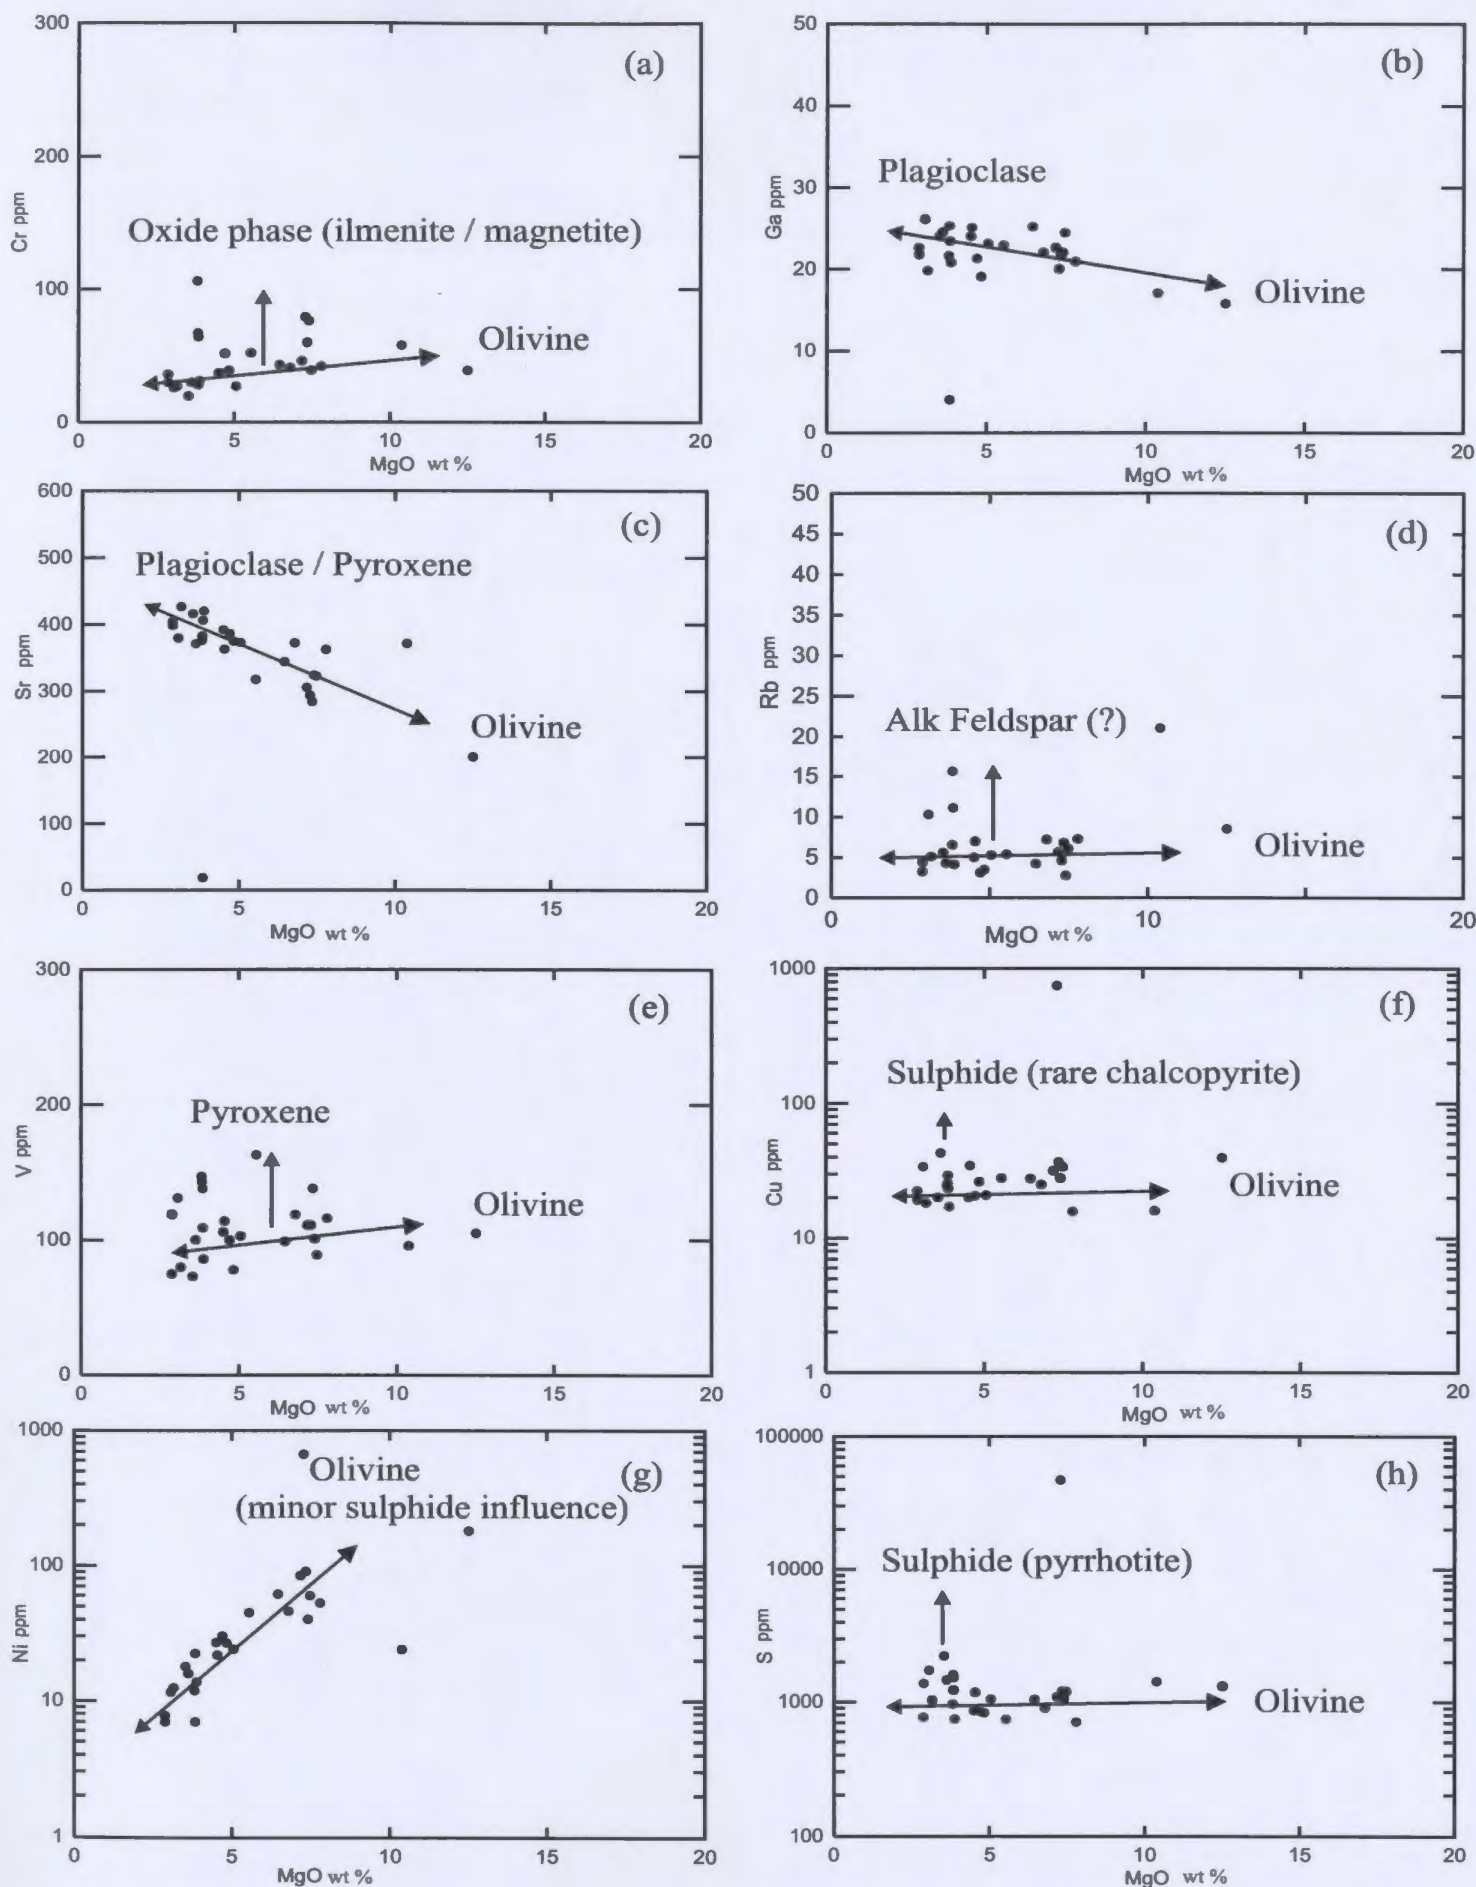 300
(a)
200
Cr ppm
Oxide phase (ilmenite / magnetite)
100
Olivine
0
0 5 10 15 20
MgO wt %
50
(b)
40
30
Plagioclase
Ga ppm
20
Olivine
10
0
0 5 10 15 20
MgO wt %
600
(c)
500
Plagioclase / Pyroxene
400
Sr ppm
300
Olivine
200
100
0
0 5 10 15 20
MgO wt %
50
(d)
45
40
35
30
Rb ppm
25
Alk Feldspar (?)
20
15
10
Olivine
5
0
0 10 20
MgO wt %
300
(e)
200
Pyroxene
V ppm
Olivine
100
0
0 5 10 15 20
MgO wt %
1000
(f)
Sulphide (rare chalcopyrite)
100
Cu ppm
Olivine
10
1
0 5 10 15 20
MgO wt %
1000
Olivine
(g)
(minor sulphide influence)
100
Ni ppm
10
1
0 5 10 15 20
MgO wt %
100000
(h)
10000
Sulphide (pyrrhotite)
S ppm
1000
Olivine
100
0 5 10 15 20
MgO wt %